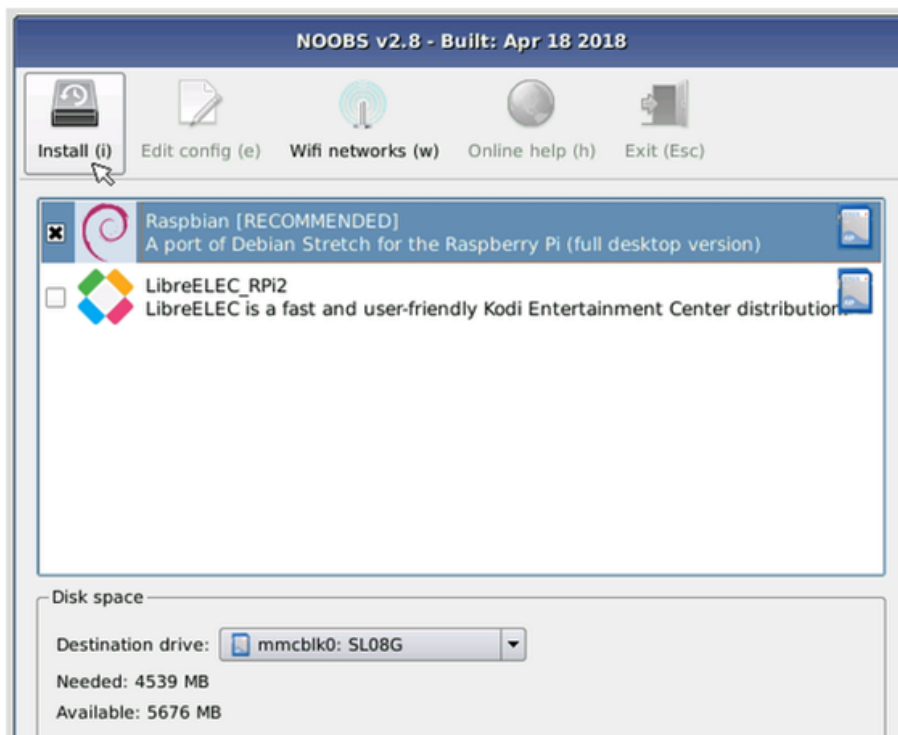 NOOBS v2.8 - Built: Apr 18 2018
Install (i) Edit config (e) Wifi networks (w) Online help (h) Exit (Esc)
Raspbian [RECOMMENDED]
A port of Debian Stretch for the Raspberry Pi (full desktop version)
LibreELEC_RPi2
LibreELEC is a fast and user-friendly Kodi Entertainment Center distribution.
Disk space
Destination drive: mmcblk0: SL08G
Needed: 4539 MB
Available: 5676 MB